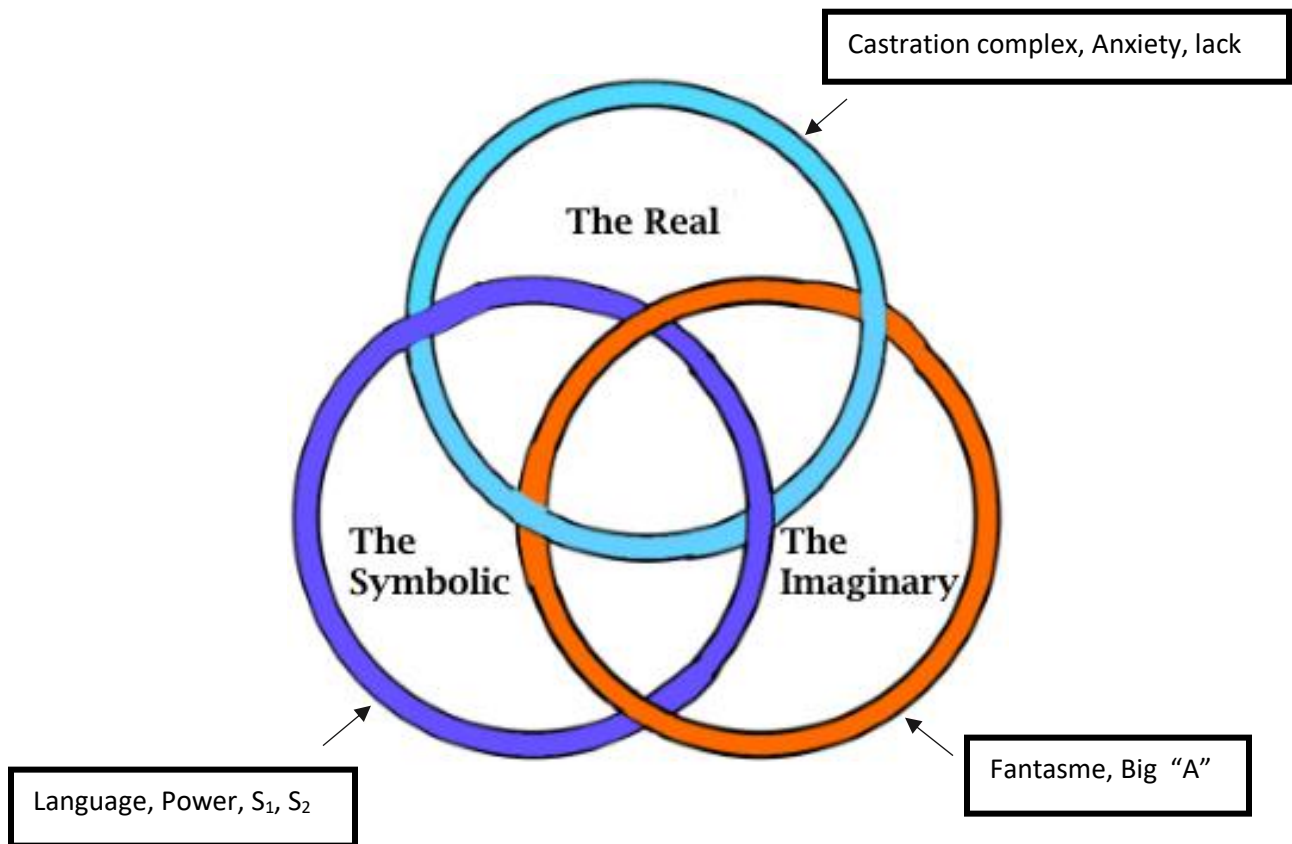 Castration complex, Anxiety, lack
The Real
The
Symbolic
The
Imaginary
Fantasme, Big “A”
Language, Power, S₁, S₂